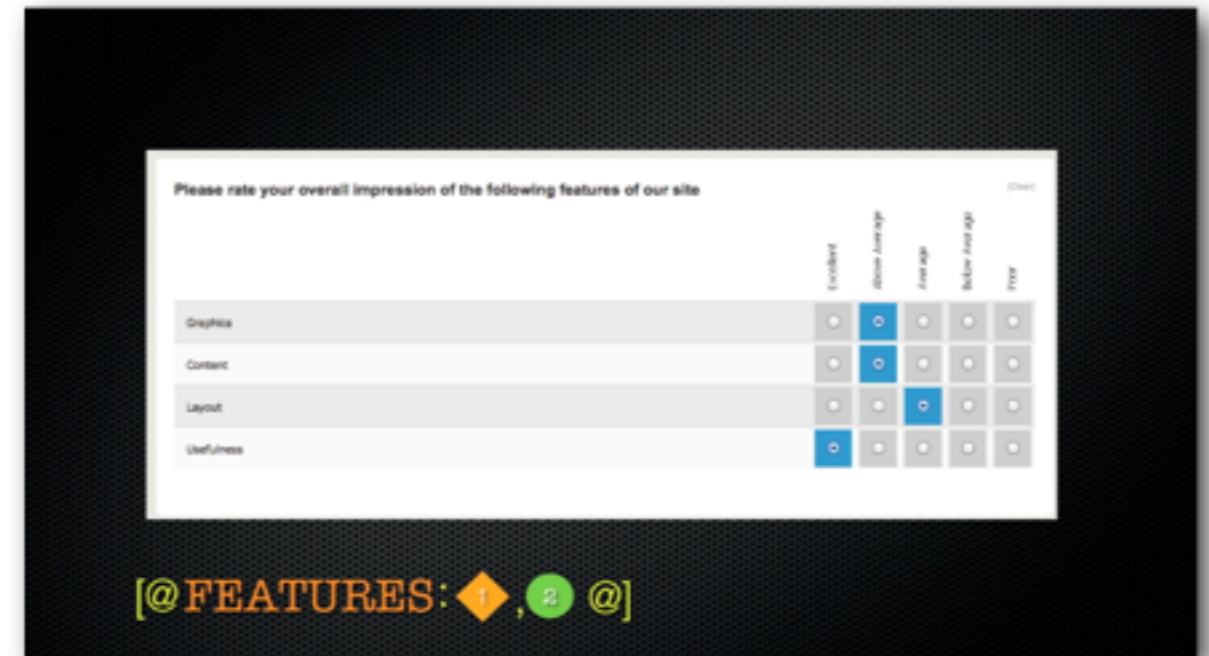 Please rate your overall impression of the following features of our site
[Clear]
Excellent
Above Average
Average
Below Average
Poor
Graphics
Content
Layout
Usefulness
[@FEATURES:1,2 @]